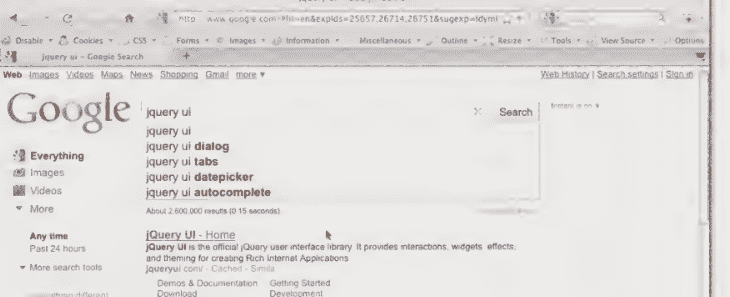 http www.google.com
Disable Cookies CSS Forms Images Information Miscellaneous Outline Resize Tools View Source Options
jquery ui - Google Search
Web Images Videos Maps News Shopping Gmail more Web History | Search settings | Sign in
Google jquery ui Search
jquery ui
jquery ui dialog
jquery ui tabs
jquery ui datepicker
jquery ui autocomplete
Everything
Images
Videos
More
About 2,600,000 results (0.15 seconds)
Any time
Past 24 hours
More search tools
jQuery UI - Home
jQuery UI is the official jQuery user interface library. It provides interactions, widgets, effects,
and theming for creating Rich Internet Applications
jqueryui.com/ - Cached -
Demos & Documentation Getting Started
Download Development